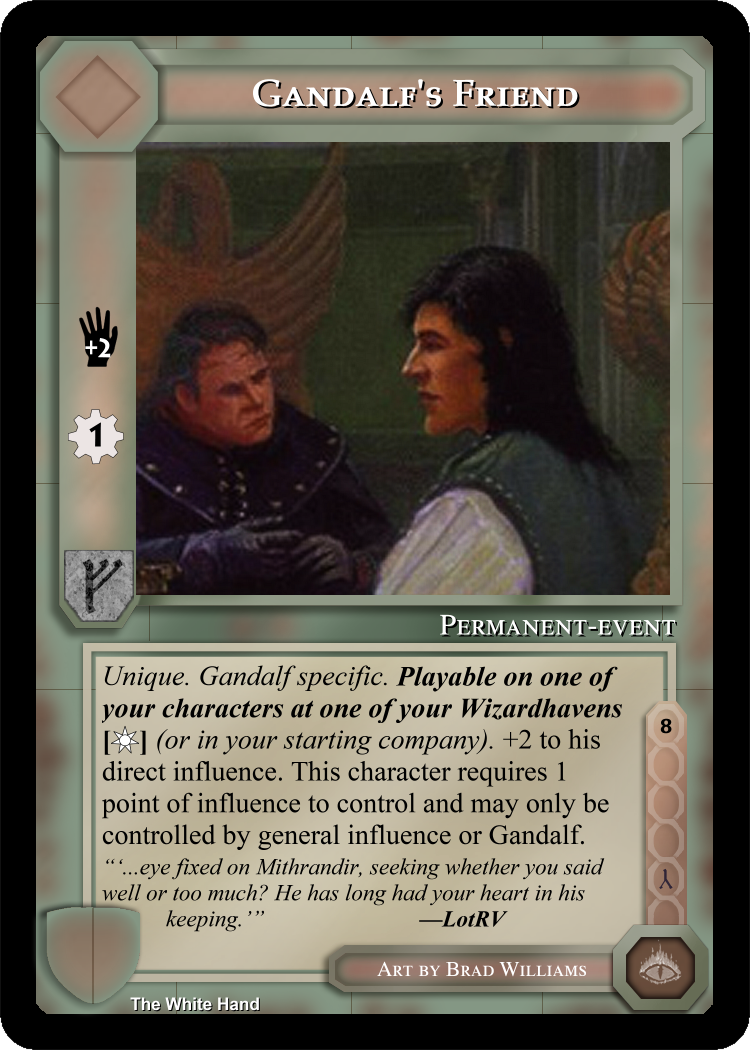 Gandalf's Friend
+2
1
Permanent-event
Unique. Gandalf specific. Playable on one of
your characters at one of your Wizardhavens
[☼] (or in your starting company). +2 to his
direct influence. This character requires 1
point of influence to control and may only be
controlled by general influence or Gandalf.
“‘...eye fixed on Mithrandir, seeking whether you said
well or too much? He has long had your heart in his
keeping.’” —LotRV
8
Art by Brad Williams
The White Hand